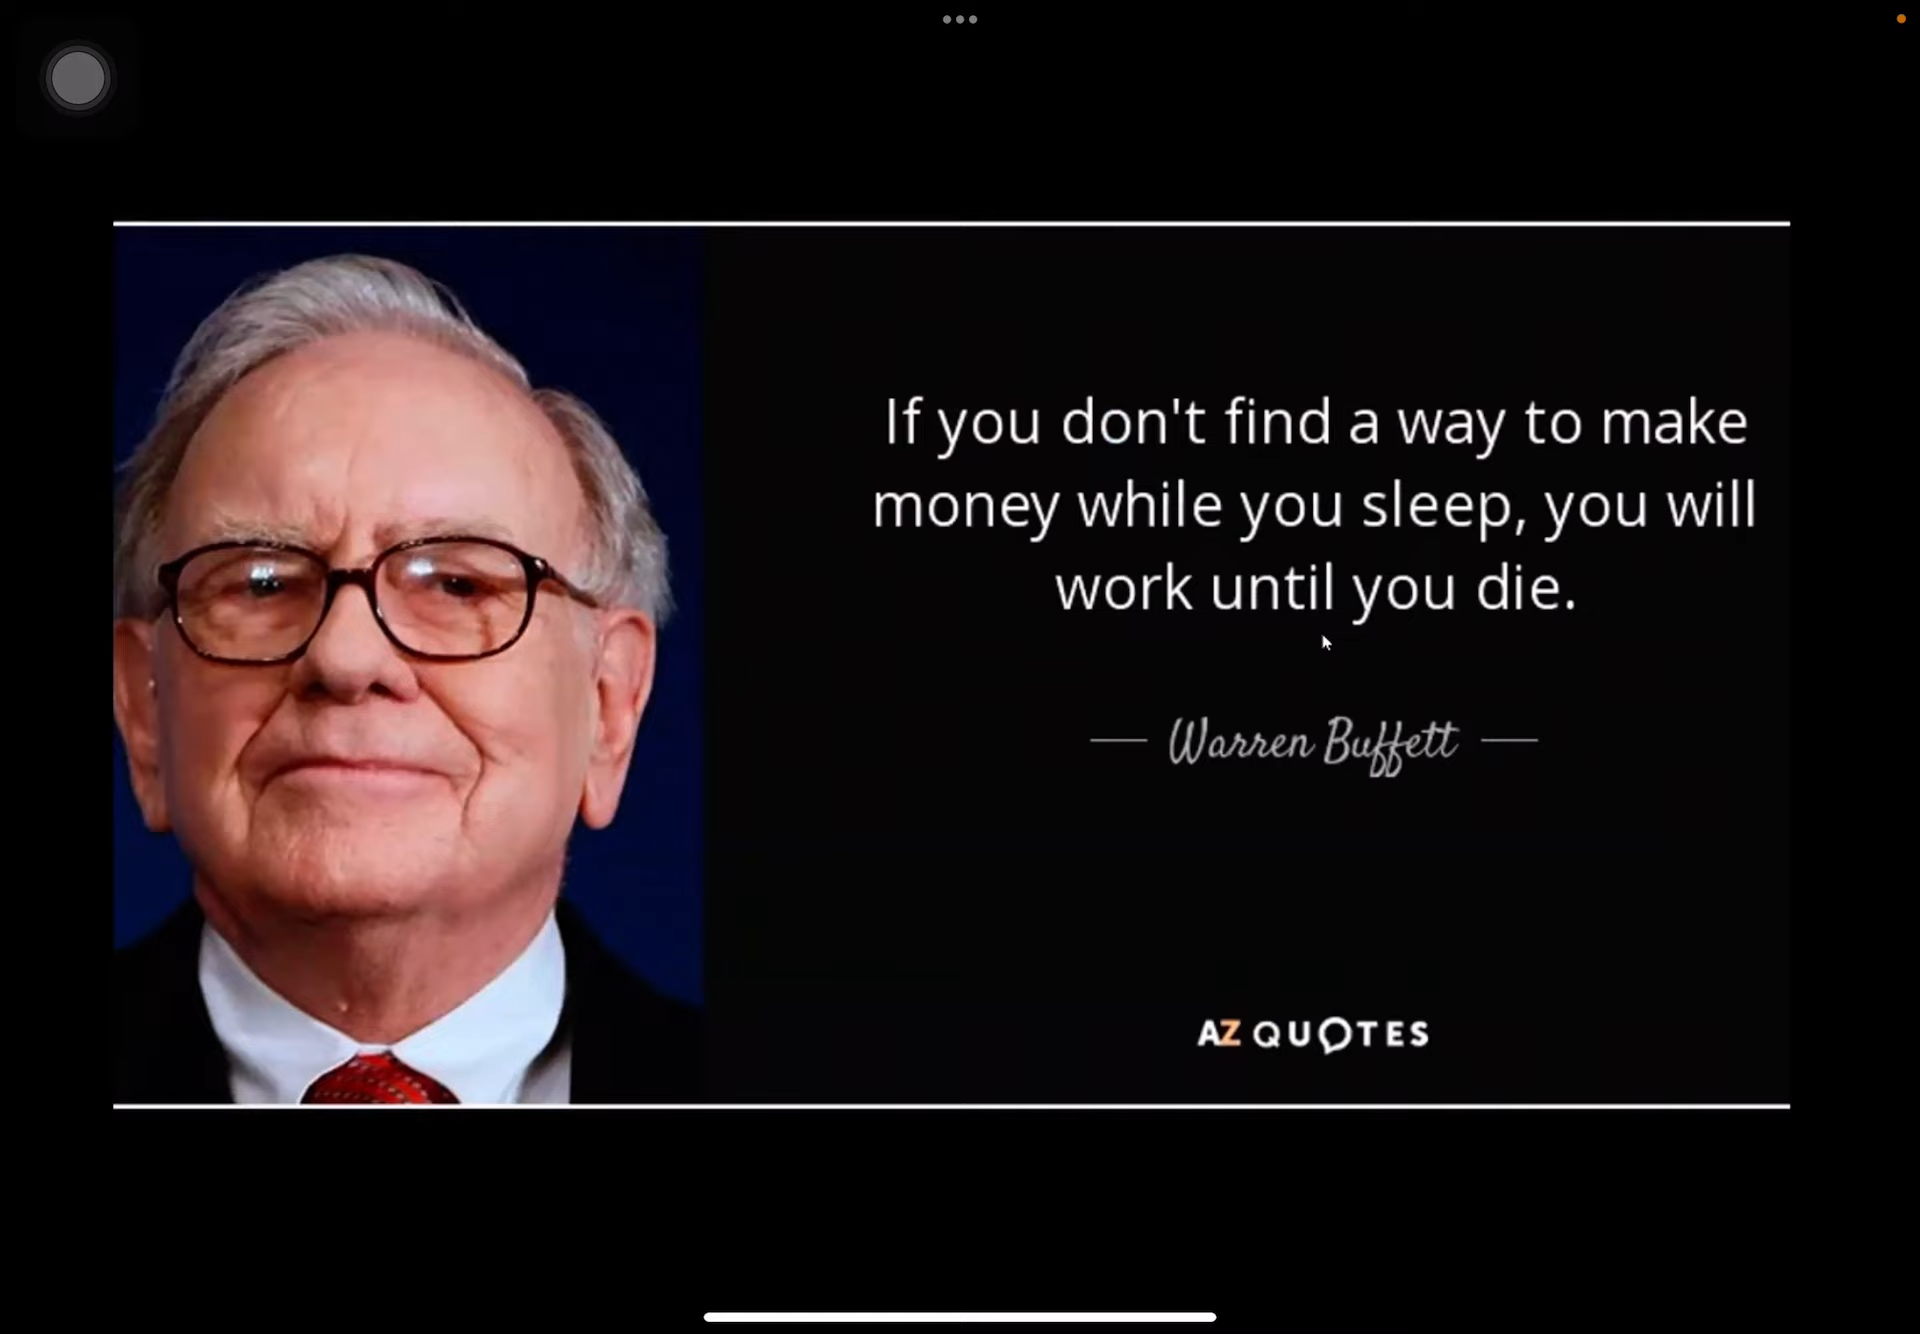 If you don't find a way to make
money while you sleep, you will
work until you die.
Warren Buffett
AZ QUOTES